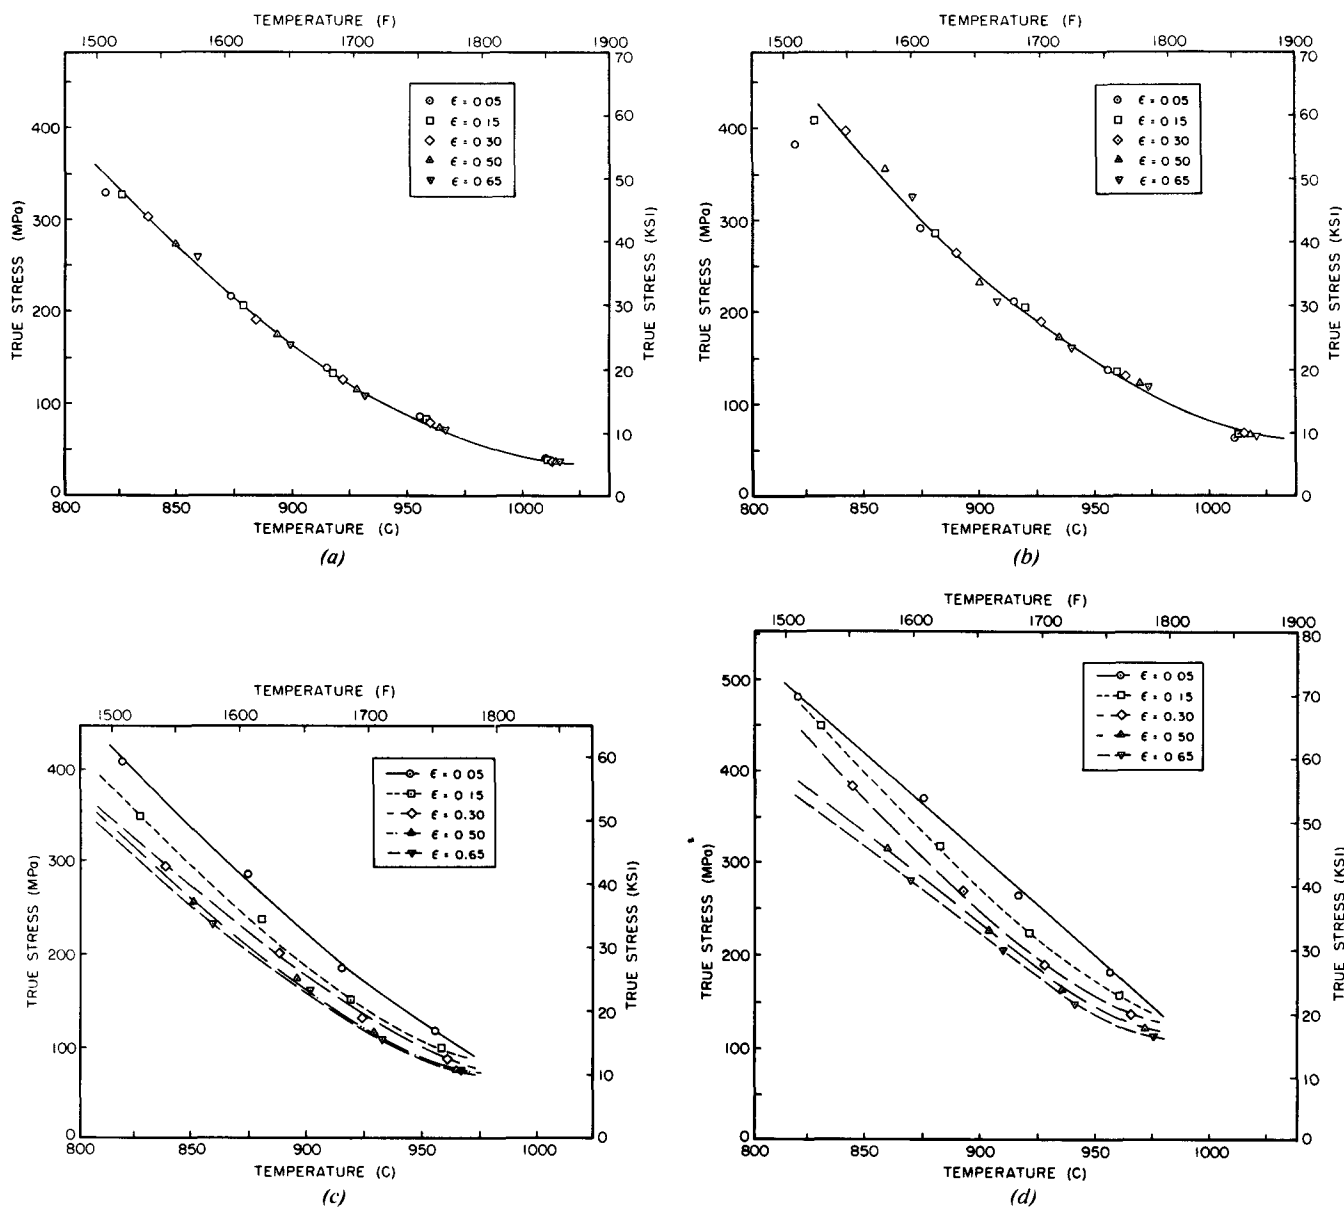 TEMPERATURE (F)
1500 1600 1700 1800 1900
TRUE STRESS (MPa)
400
300
200
100
0
70
60
50
40
30
20
10
0
TRUE STRESS (KSI)
ϵ = 0 05
ϵ = 0 15
ϵ = 0 30
ϵ = 0 50
ϵ = 0 65
800 850 900 950 1000
TEMPERATURE (C)
(a)
TEMPERATURE (F)
1500 1600 1700 1800 1900
TRUE STRESS (MPa)
400
300
200
100
0
70
60
50
40
30
20
10
0
TRUE STRESS (KSI)
ϵ = 0 05
ϵ = 0 15
ϵ = 0 30
ϵ = 0 50
ϵ = 0 65
800 850 900 950 1000
TEMPERATURE (C)
(b)
TEMPERATURE (F)
1500 1600 1700 1800
TRUE STRESS (MPa)
400
300
200
100
0
60
50
40
30
20
10
0
TRUE STRESS (KSI)
ϵ = 0 05
ϵ = 0 15
ϵ = 0.30
ϵ = 0 50
ϵ = 0.65
800 850 900 950 1000
TEMPERATURE (C)
(c)
TEMPERATURE (F)
1500 1600 1700 1800 1900
TRUE STRESS (MPa)
500
400
300
200
100
0
80
70
60
50
40
30
20
10
0
TRUE STRESS (KSI)
ϵ = 0 05
ϵ = 0 15
ϵ = 0 30
ϵ = 0 50
ϵ = 0 65
800 850 900 950 1000
TEMPERATURE (C)
(d)